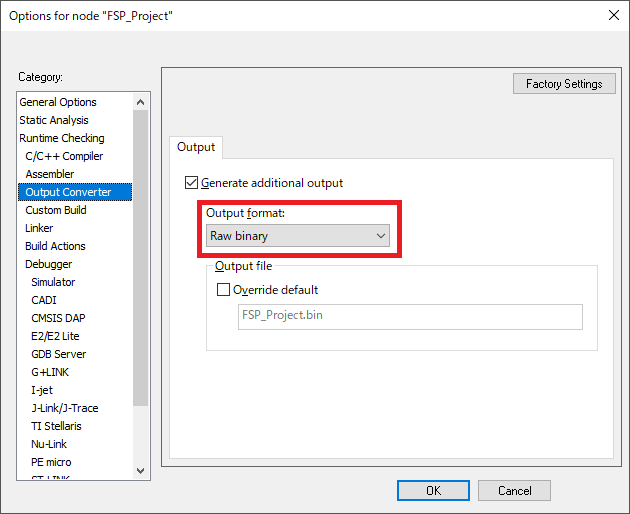 Options for node "FSP_Project"
Category:
General Options
Static Analysis
Runtime Checking
C/C++ Compiler
Assembler
Output Converter
Custom Build
Linker
Build Actions
Debugger
Simulator
CADI
CMSIS DAP
E2/E2 Lite
GDB Server
G+LINK
I-jet
J-Link/J-Trace
TI Stellaris
Nu-Link
PE micro
ST-LINK
Factory Settings
Output
Generate additional output
Output format:
Raw binary
Output file
Override default
FSP_Project.bin
OK
Cancel